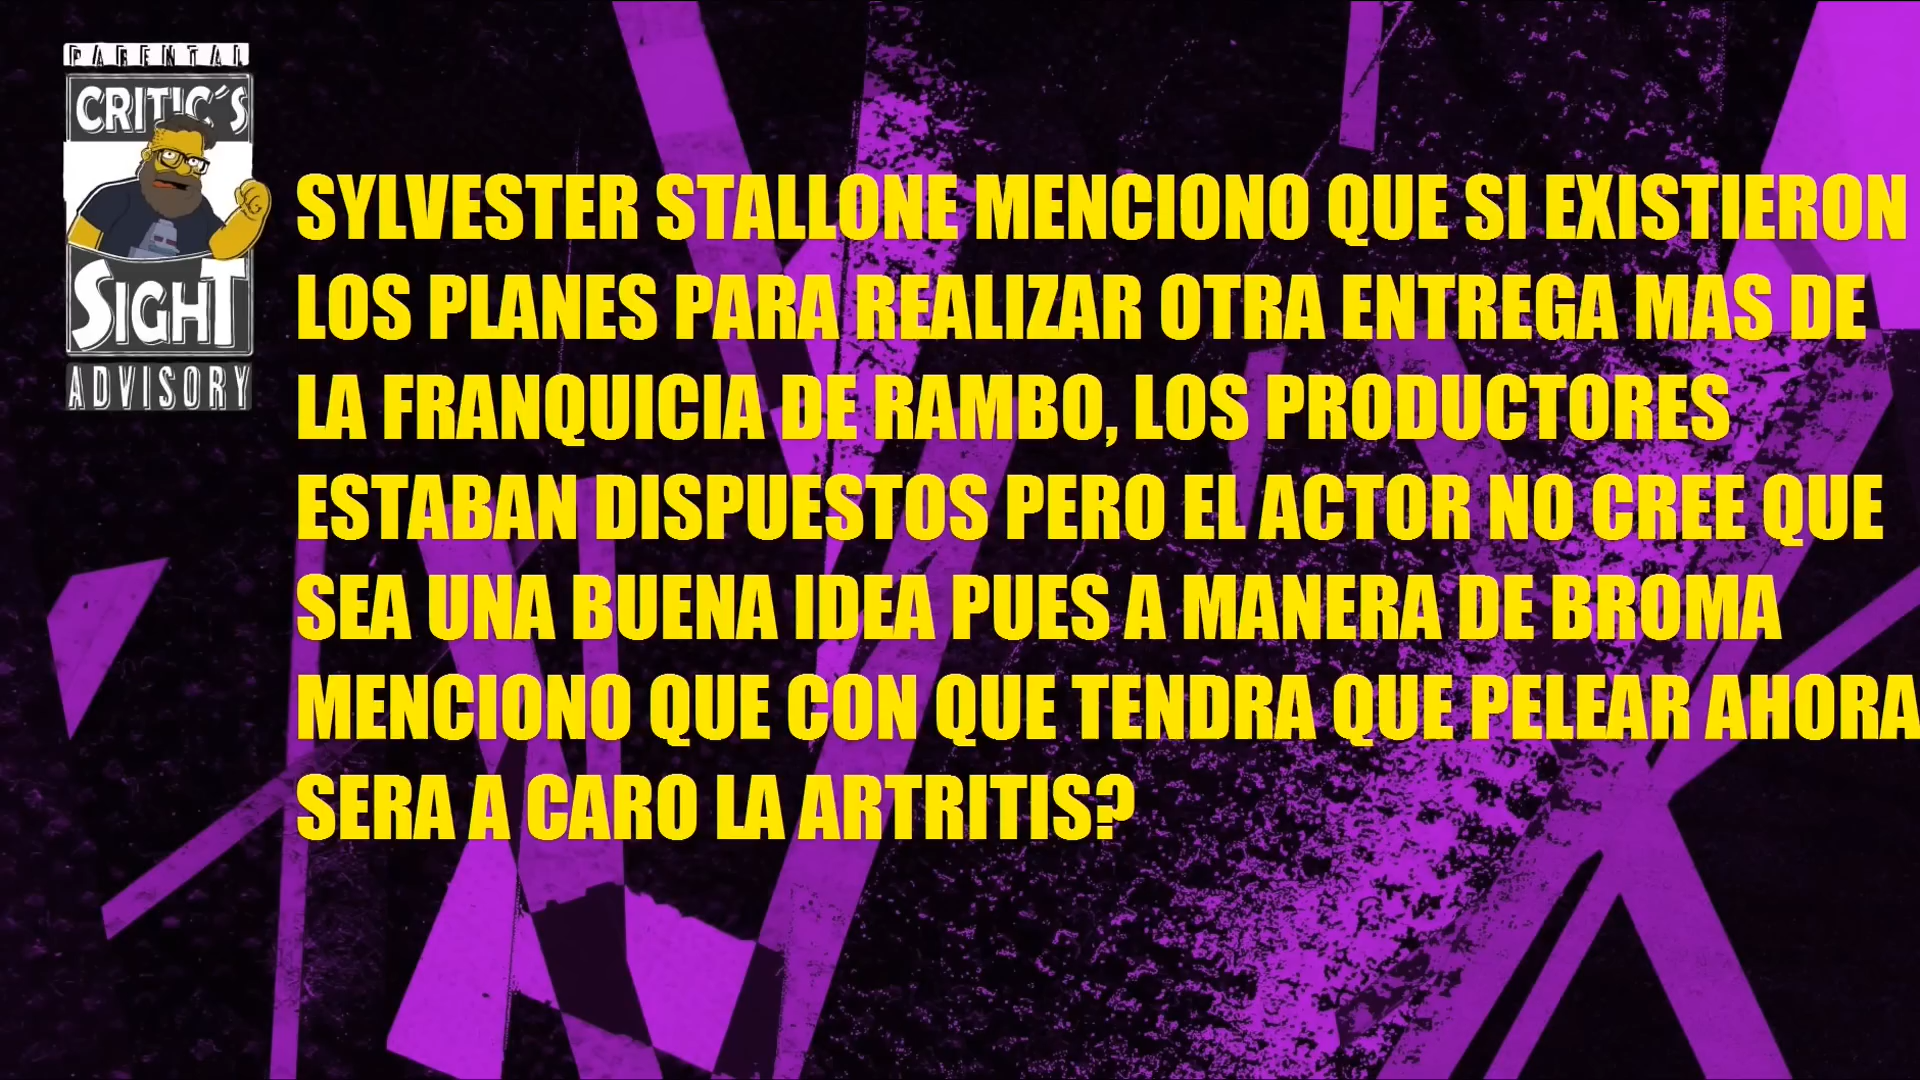 PARENTAL
CRITIC´S
SIGHT
ADVISORY
SYLVESTER STALLONE MENCIONO QUE SI EXISTIERON
LOS PLANES PARA REALIZAR OTRA ENTREGA MAS DE
LA FRANQUICIA DE RAMBO, LOS PRODUCTORES
ESTABAN DISPUESTOS PERO EL ACTOR NO CREE QUE
SEA UNA BUENA IDEA PUES A MANERA DE BROMA
MENCIONO QUE CON QUE TENDRA QUE PELEAR AHORA
SERA A CARO LA ARTRITIS?